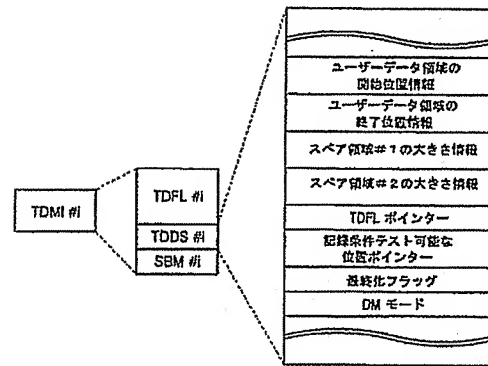 ユーザーデータ領域の
開始位置情報
ユーザーデータ領域の
終了位置情報
スペア領域#1の大きさ情報
スペア領域#2の大きさ情報
TDFL ポインター
記録条件テスト可能な
位置ポインター
最終化フラッグ
DM モード
TDMI #i
TDFL #i
TDDS #i
SBM #i